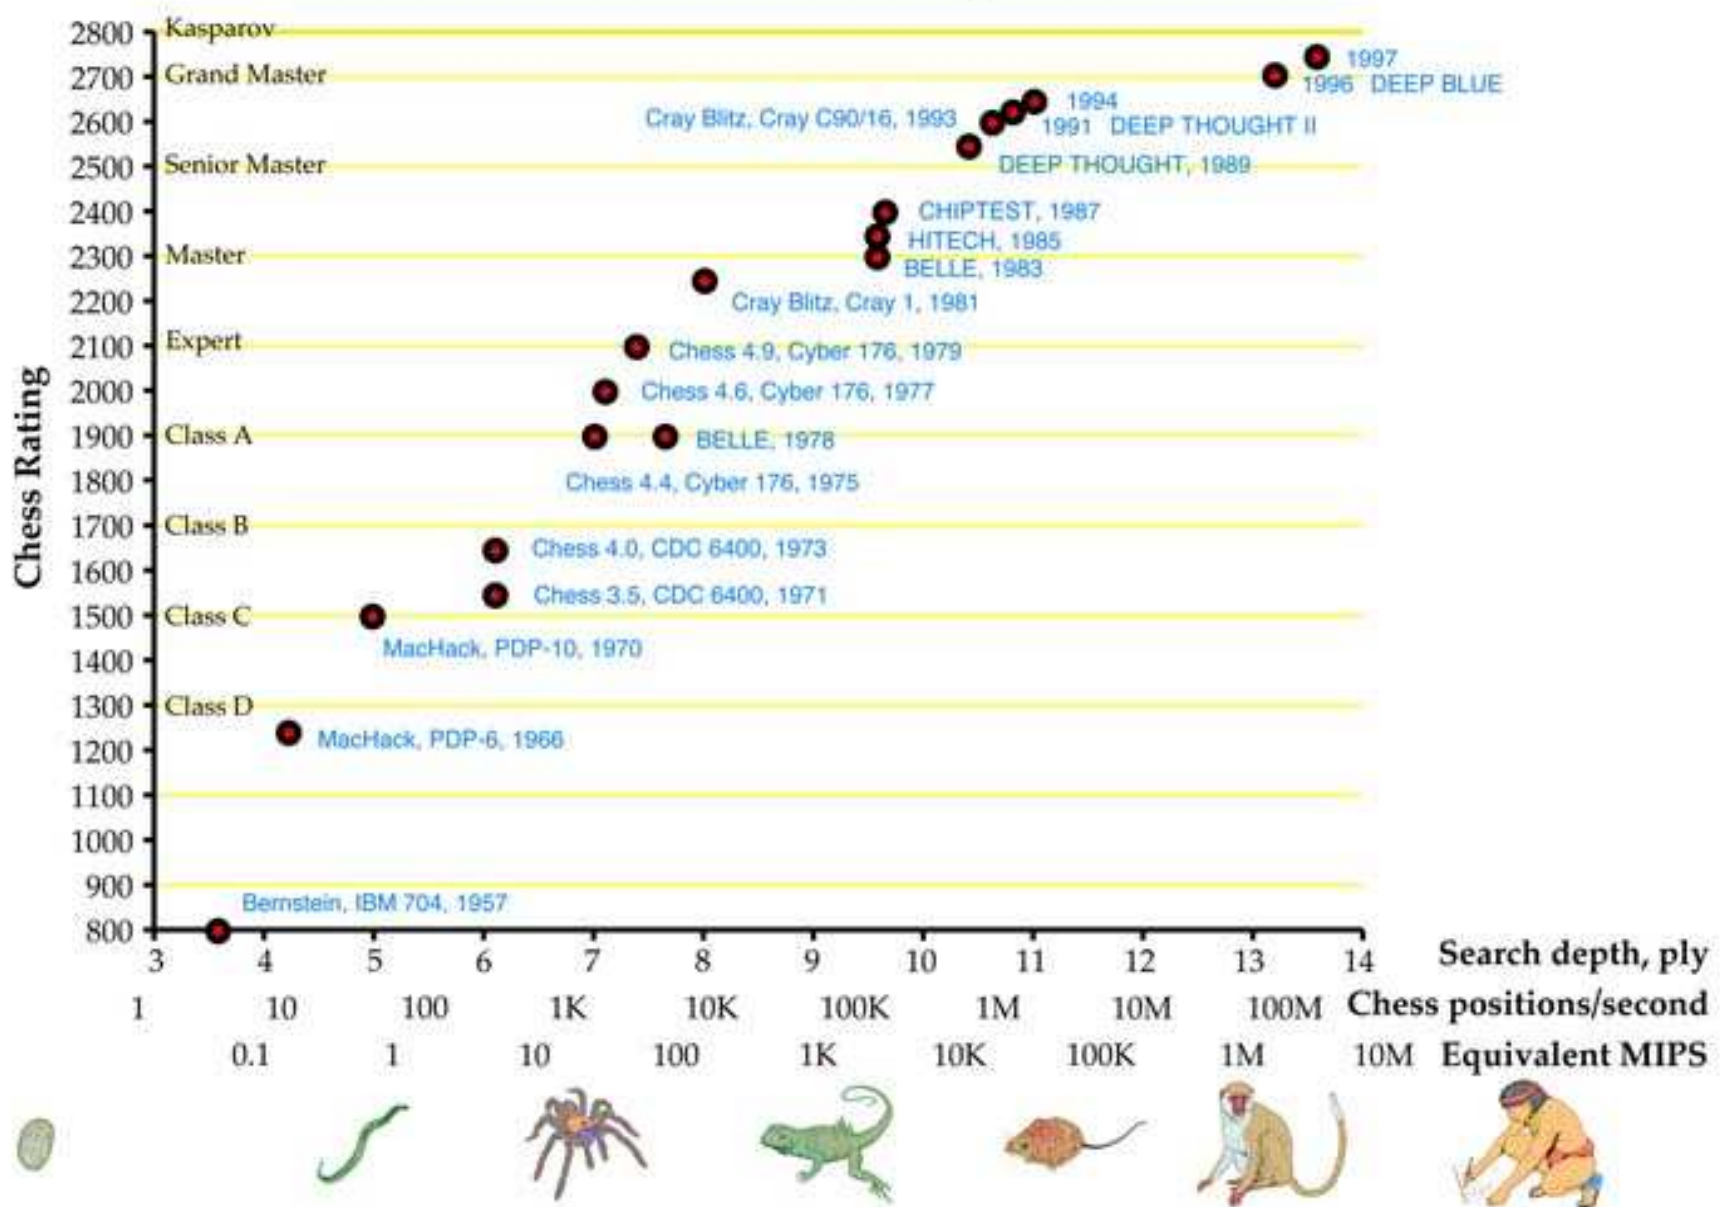 2800 Kasparov
1997
2700 Grand Master
1996 DEEP BLUE
1994
2600 Cray Blitz, Cray C90/16, 1993
1991 DEEP THOUGHT II
2500 Senior Master DEEP THOUGHT, 1989
2400 CHIPTEST, 1987
HITECH, 1985
2300 Master
BELLE, 1983
2200 Cray Blitz, Cray 1, 1981
2100 Expert Chess 4.9, Cyber 176, 1979
2000 Chess 4.6, Cyber 176, 1977
1900 Class A BELLE, 1978
1800 Chess 4.4, Cyber 176, 1975
1700 Class B
Chess 4.0, CDC 6400, 1973
1600
Chess 3.5, CDC 6400, 1971
1500 Class C
MacHack, PDP-10, 1970
1400
1300 Class D
MacHack, PDP-6, 1966
1200
1100
1000
900
Bernstein, IBM 704, 1957
800
Chess Rating
3 4 5 6 7 8 9 10 11 12 13 14 Search depth, ply
1 10 100 1K 10K 100K 1M 10M 100M Chess positions/second
0.1 1 10 100 1K 10K 100K 1M 10M Equivalent MIPS